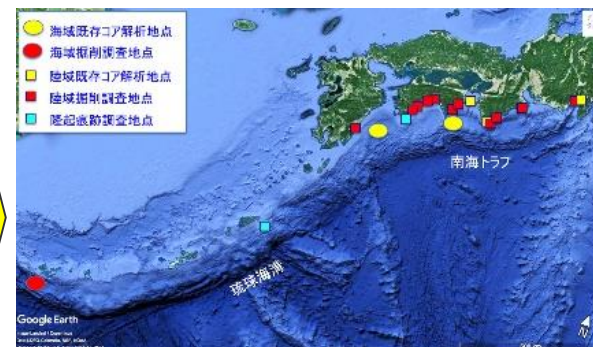 海域既存コア解析地点
海域掘削調査地点
陸域既存コア解析地点
陸域掘削調査地点
隆起痕跡調査地点
南海トラフ
琉球海溝
Google Earth